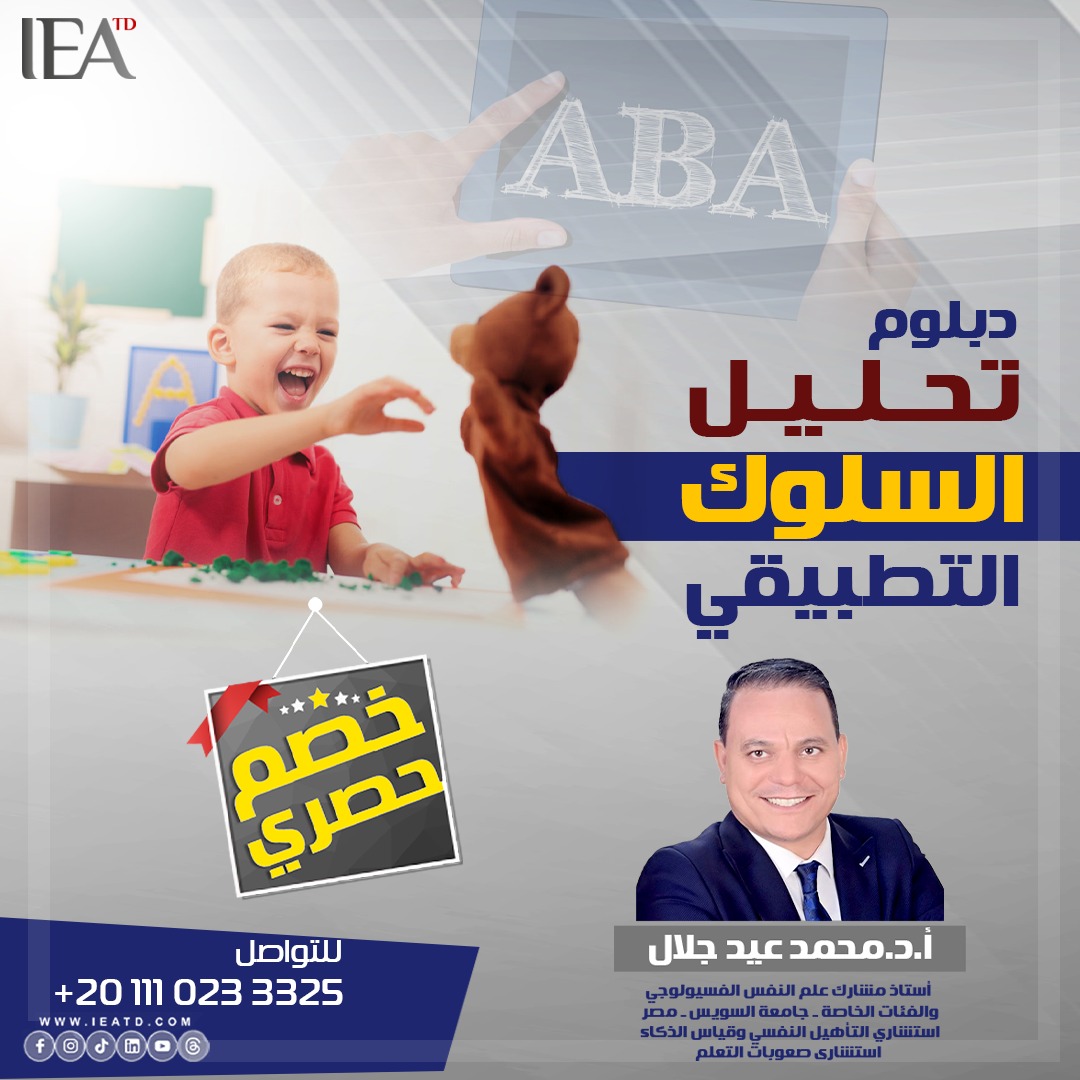 IEA TD
ABA
دبلوم
تحليل
السلوك
التطبيقي
خصم
حصري
أ.د.محمد عيد جلال
أستاذ مشارك علم النفس الفسيولوجي
والفئات الخاصة - جامعة السويس - مصر
استشاري التأهيل النفسي وقياس الذكاء
استشاري صعوبات التعلم
للتواصل
+20 111 023 3325
WWW.IEATD.COM